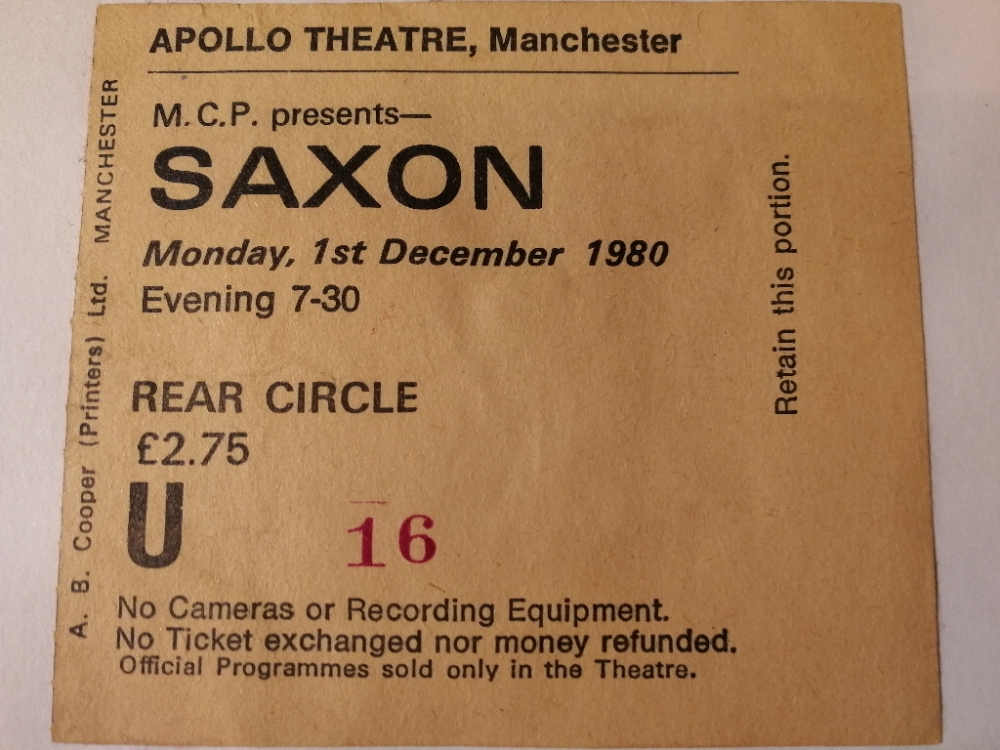 APOLLO THEATRE, Manchester
M.C.P. presents—
SAXON
Monday, 1st December 1980
Evening 7-30
REAR CIRCLE
£2.75
U 16
No Cameras or Recording Equipment.
No Ticket exchanged nor money refunded.
Official Programmes sold only in the Theatre.
A. B. Cooper (Printers) Ltd. MANCHESTER
Retain this portion.